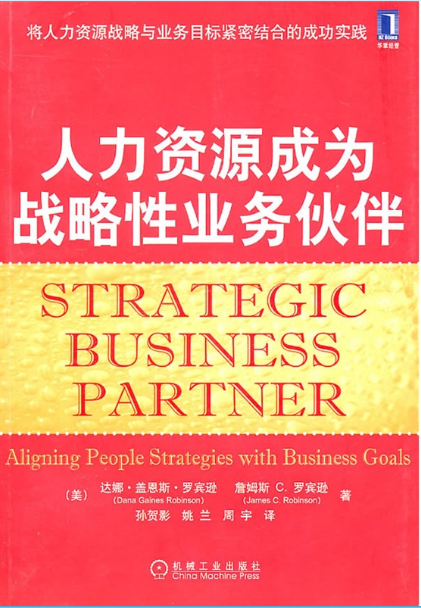 将人力资源战略与业务目标紧密结合的成功实践
HZ Books
华章经管
人力资源成为
战略性业务伙伴
STRATEGIC
BUSINESS
PARTNER
Aligning People Strategies with Business Goals
(美) 达娜·盖恩斯·罗宾逊 詹姆斯 C. 罗宾逊 著
(Dana Gaines Robinson) (James C. Robinson)
孙贺影 姚兰 周宇 译
机械工业出版社
China Machine Press